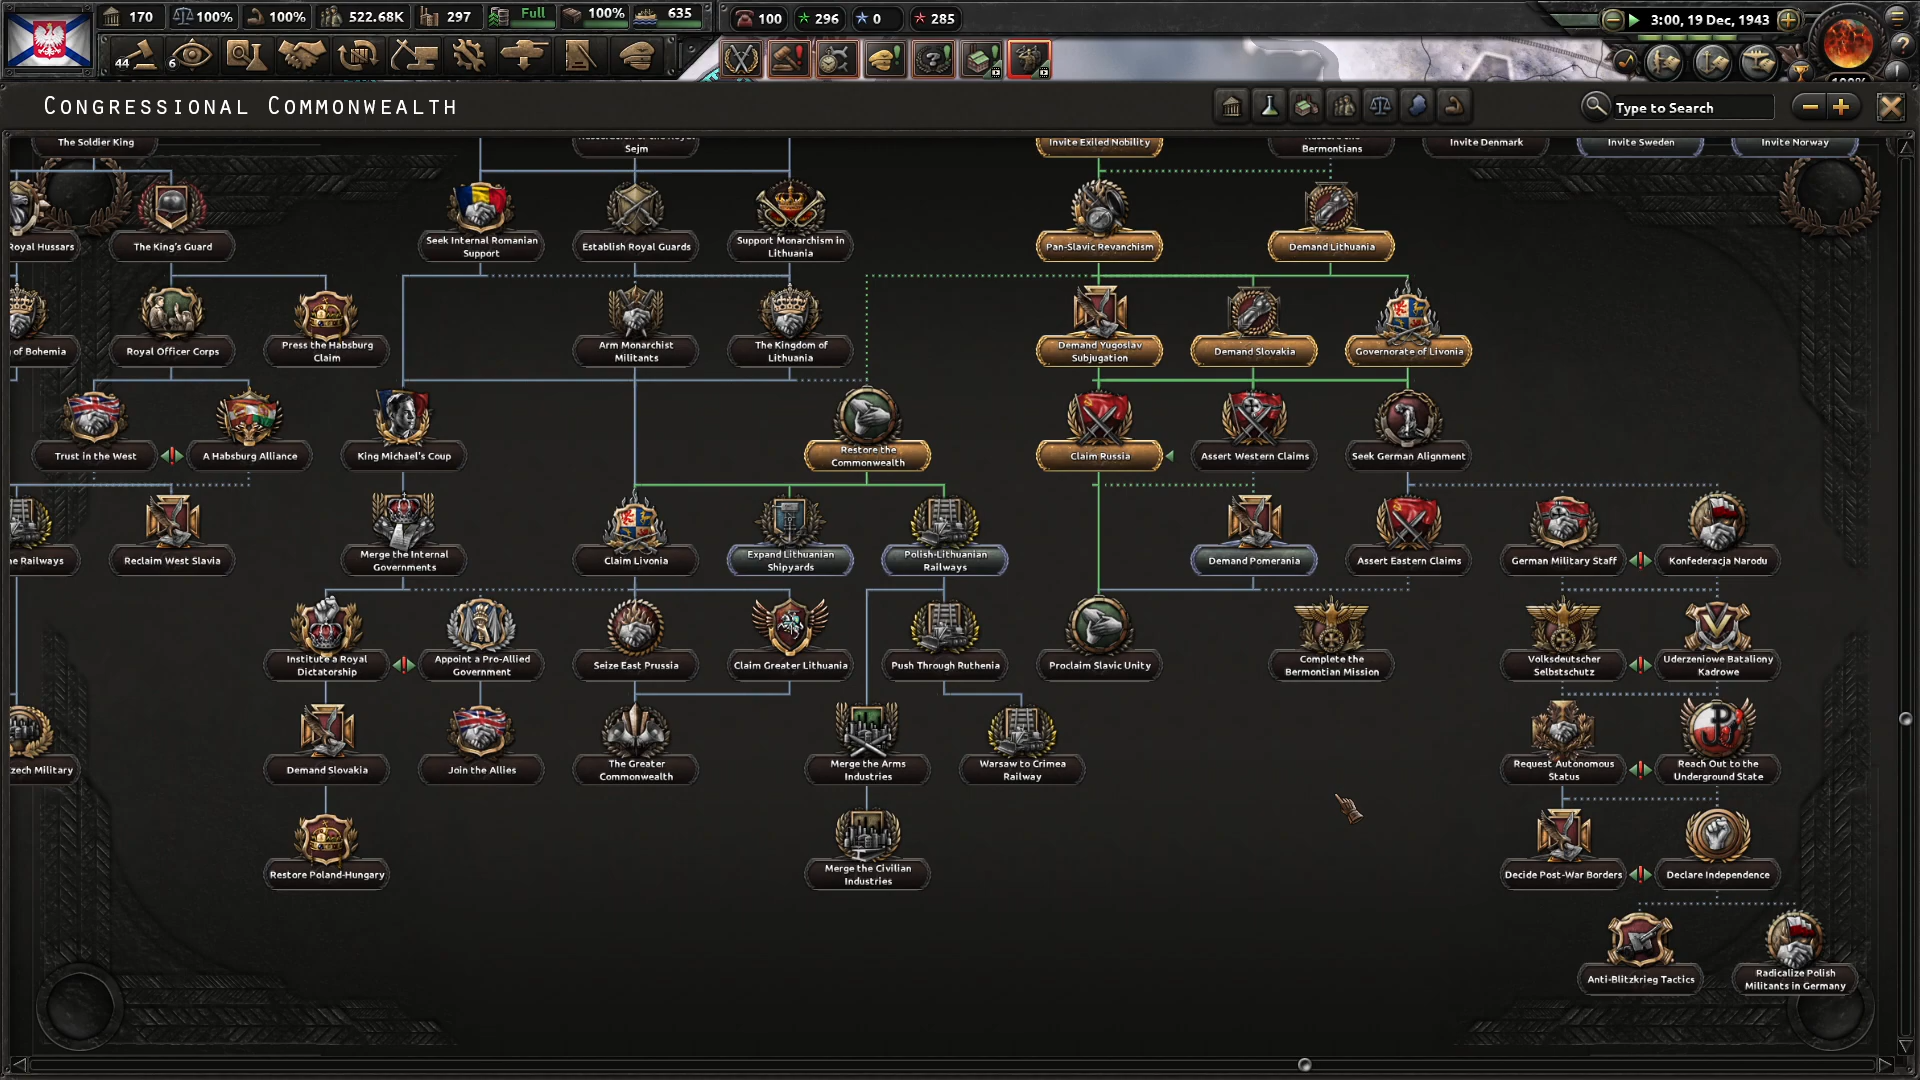 170
100%
100%
522.68K
297
Full
100%
635
100
296
0
285
3:00, 19 Dec, 1943
44
6
100%
Congressional Commonwealth
Type to Search
The Soldier King
Sejm
Invite Exiled Nobility
Bermontians
Invite Denmark
Invite Sweden
Invite Norway
Royal Hussars
The King's Guard
Seek Internal Romanian
Support
Establish Royal Guards
Support Monarchism in
Lithuania
Pan-Slavic Revanchism
Demand Lithuania
of Bohemia
Royal Officer Corps
Press the Habsburg
Claim
Arm Monarchist
Militants
The Kingdom of
Lithuania
Demand Yugoslav
Subjugation
Demand Slovakia
Governorate of Livonia
Trust in the West
A Habsburg Alliance
King Michael's Coup
Restore the
Commonwealth
Claim Russia
Assert Western Claims
Seek German Alignment
ne Railways
Reclaim West Slavia
Merge the Internal
Governments
Claim Livonia
Expand Lithuanian
Shipyards
Polish-Lithuanian
Railways
Demand Pomerania
Assert Eastern Claims
German Military Staff
Konfederacja Narodu
Institute a Royal
Dictatorship
Appoint a Pro-Allied
Government
Seize East Prussia
Claim Greater Lithuania
Push Through Ruthenia
Proclaim Slavic Unity
Complete the
Bermontian Mission
Volksdeutscher
Selbstschutz
Uderzeniowe Bataliony
Kadrowe
zech Military
Demand Slovakia
Join the Allies
The Greater
Commonwealth
Merge the Arms
Industries
Warsaw to Crimea
Railway
Request Autonomous
Status
Reach Out to the
Underground State
Restore Poland-Hungary
Merge the Civilian
Industries
Decide Post-War Borders
Declare Independence
Anti-Blitzkrieg Tactics
Radicalize Polish
Militants in Germany